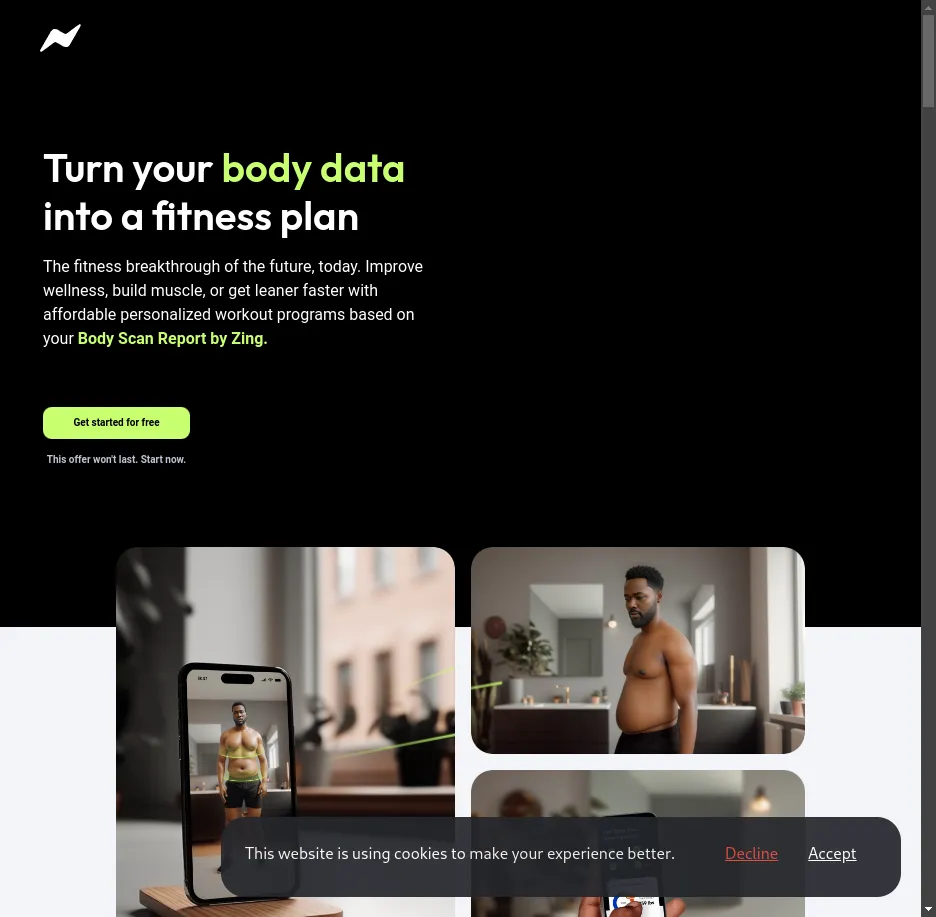 Turn your body data
into a fitness plan
The fitness breakthrough of the future, today. Improve
wellness, build muscle, or get leaner faster with
affordable personalized workout programs based on
your Body Scan Report by Zing.
Get started for free
This offer won't last. Start now.
This website is using cookies to make your experience better.
Decline
Accept